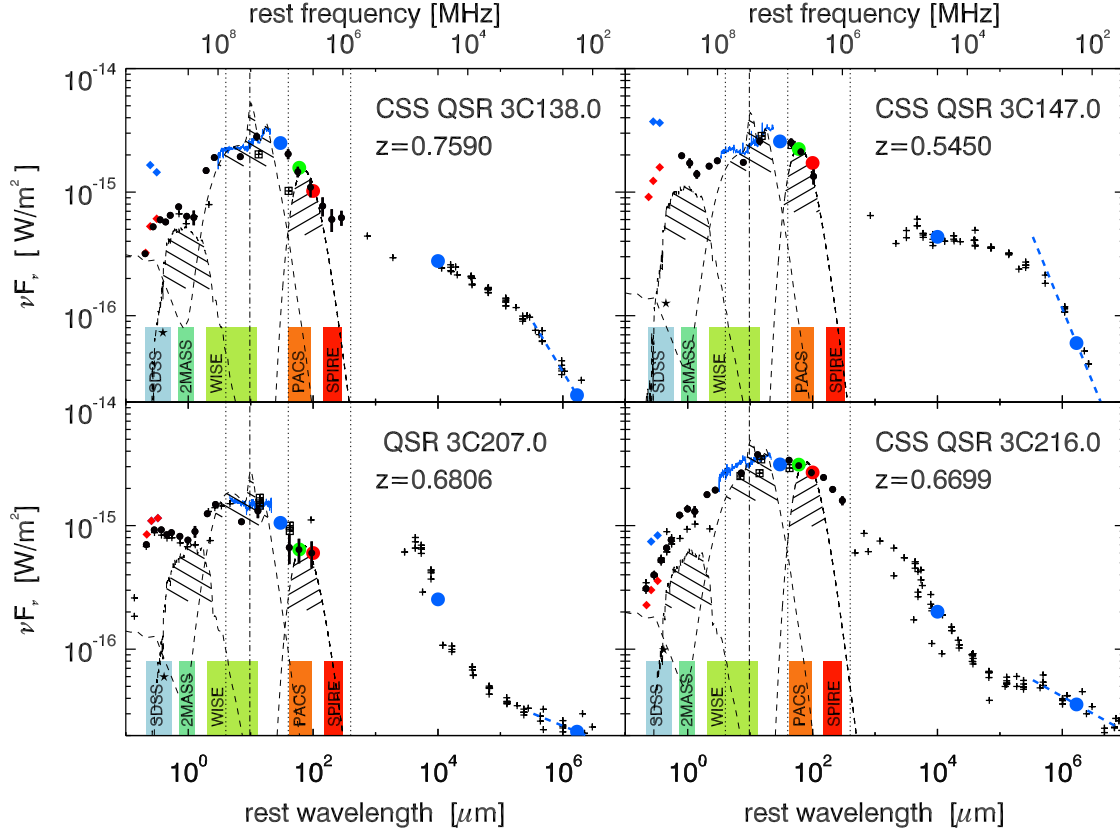 rest frequency [MHz]
rest frequency [MHz]
10^8 10^6 10^4 10^2
10^8 10^6 10^4 10^2
10^-14
10^-15
10^-16
νF_ν [W/m^2]
CSS QSR 3C138.0
z=0.7590
SDSS
2MASS
WISE
PACS
SPIRE
CSS QSR 3C147.0
z=0.5450
SDSS
2MASS
WISE
PACS
SPIRE
10^-14
10^-15
10^-16
νF_ν [W/m^2]
QSR 3C207.0
z=0.6806
SDSS
2MASS
WISE
PACS
SPIRE
CSS QSR 3C216.0
z=0.6699
SDSS
2MASS
WISE
PACS
SPIRE
10^0 10^2 10^4 10^6
10^0 10^2 10^4 10^6
rest wavelength [μm]
rest wavelength [μm]